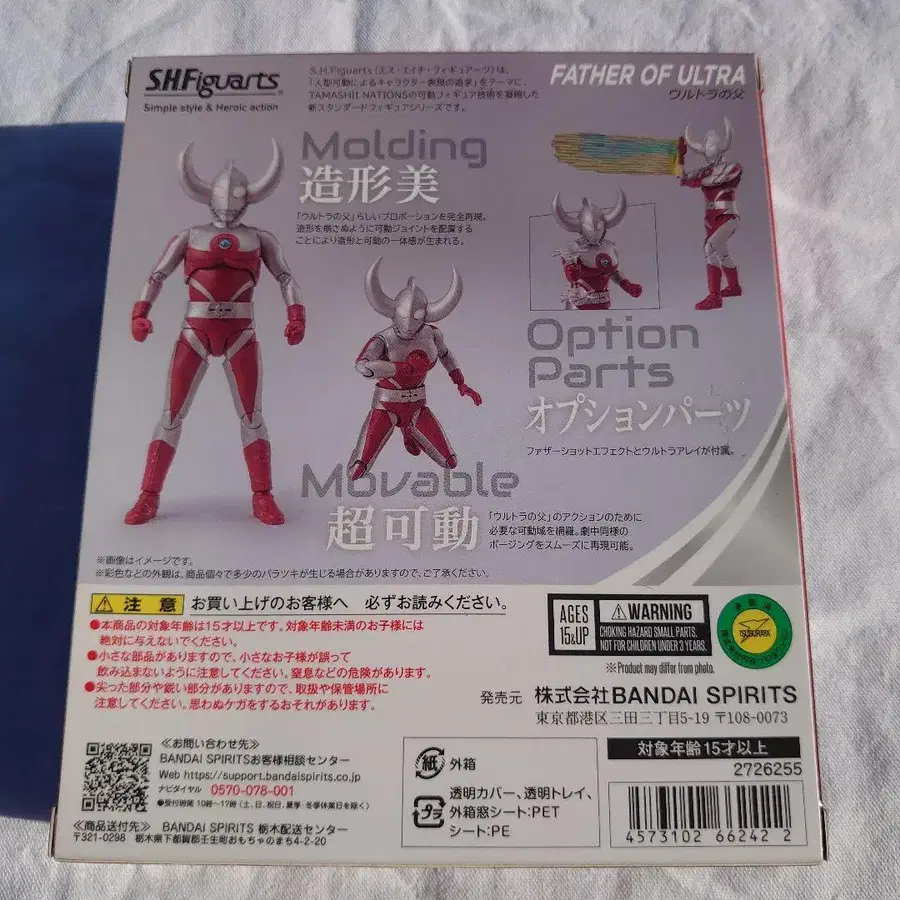 S.H.Figuarts
Simple style & Heroic action
S.H.Figuarts(エス・エイチ・フィギュアーツ)は、
「人型可動によるキャラクター表現の追求」をテーマに、
TAMASHII NATIONSの可動フィギュア技術を凝縮した
新スタンダードフィギュアシリーズです。
FATHER OF ULTRA
ウルトラの父
Molding
造形美
「ウルトラの父」らしいプロポーションを完全再現。
造形を崩さぬように可動ジョイントを配置する
ことにより造形と可動の一体感が生まれる。
Option
Parts
オプションパーツ
ファザーショットエフェクトとウルトラアレイが付属。
Movable
超可動
「ウルトラの父」のアクションのために
必要な可動域を網羅。劇中同様の
ポージングをスムーズに再現可能。
※画像はイメージです。
※彩色などの外観は、商品個々で多少のバラツキが生じる場合がありますので、ご了承ください。
注意 お買い上げのお客様へ 必ずお読みください。
●本商品の対象年齢は15才以上です。対象年齢未満のお子様には
絶対に与えないでください。
●小さな部品がありますので、小さなお子様が誤って
飲み込まないように注意してください。窒息などの危険があります。
●尖った部分や鋭い部分がありますので、取扱や保管場所に
注意してください。思わぬケガをするおそれがあります。
AGES
15&UP
WARNING
CHOKING HAZARD SMALL PARTS.
NOT FOR CHILDREN UNDER 3 YEARS.
※Product may differ from photo.
TSUBURAYA
発売元 株式会社BANDAI SPIRITS
東京都港区三田三丁目5-19 〒108-0073
≪お問い合わせ先≫
BANDAI SPIRITSお客様相談センター
Web https://support.bandaispirits.co.jp
ナビダイヤル 0570-078-001
●受付時間 10時～17時(土、日、祝日、夏季・冬季休業日を除く)
≪商品送付先≫ BANDAI SPIRITS 栃木配送センター
〒321-0298 栃木県下都賀郡壬生町おもちゃのまち4-2-20
紙 外箱
プラ 透明カバー、透明トレイ、
外箱窓シート:PET
シート:PE
対象年齢15才以上
2726255
4573102 66242 2